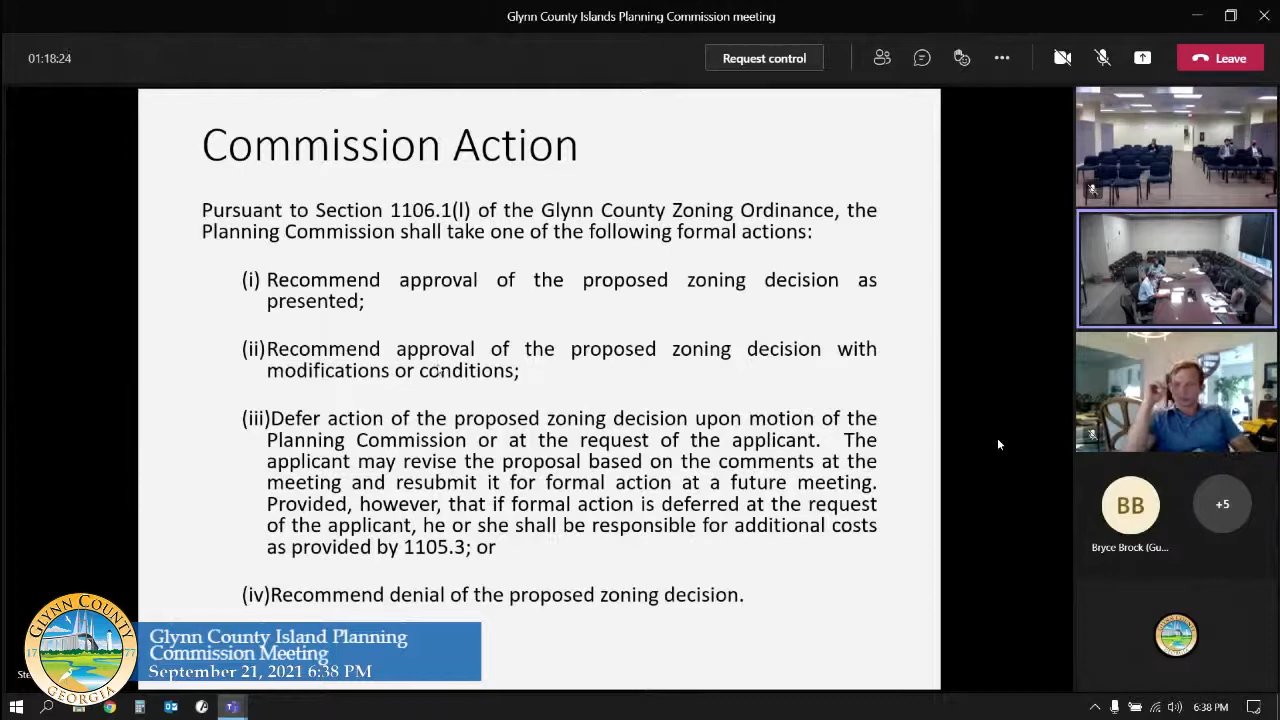 Glynn County Islands Planning Commission meeting
01:18:24
Request control
Leave
Commission Action
Pursuant to Section 1106.1(l) of the Glynn County Zoning Ordinance, the
Planning Commission shall take one of the following formal actions:
(i) Recommend approval of the proposed zoning decision as
presented;
(ii)Recommend approval of the proposed zoning decision with
modifications or conditions;
(iii)Defer action of the proposed zoning decision upon motion of the
Planning Commission or at the request of the applicant. The
applicant may revise the proposal based on the comments at the
meeting and resubmit it for formal action at a future meeting.
Provided, however, that if formal action is deferred at the request
of the applicant, he or she shall be responsible for additional costs
as provided by 1105.3; or
(iv)Recommend denial of the proposed zoning decision.
BB
+5
Bryce Brock (Gu...
GLYNN COUNTY
1777
GEORGIA
Glynn County Island Planning
Commission Meeting
September 21, 2021 6:38 PM
Ste
6:38 PM